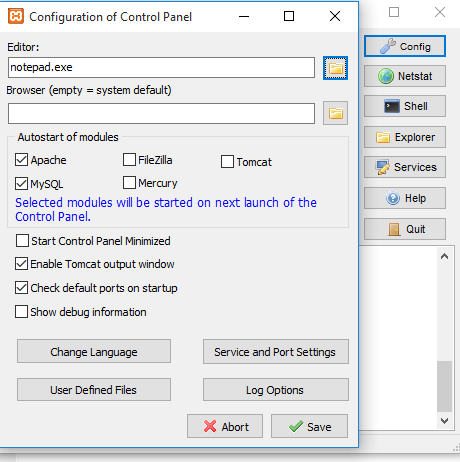 Configuration of Control Panel
Editor:
notepad.exe
Browser (empty = system default)
Autostart of modules
Apache
FileZilla
Tomcat
MySQL
Mercury
Selected modules will be started on next launch of the
Control Panel.
Start Control Panel Minimized
Enable Tomcat output window
Check default ports on startup
Show debug information
Change Language
Service and Port Settings
User Defined Files
Log Options
Abort
Save
Config
Netstat
Shell
Explorer
Services
Help
Quit